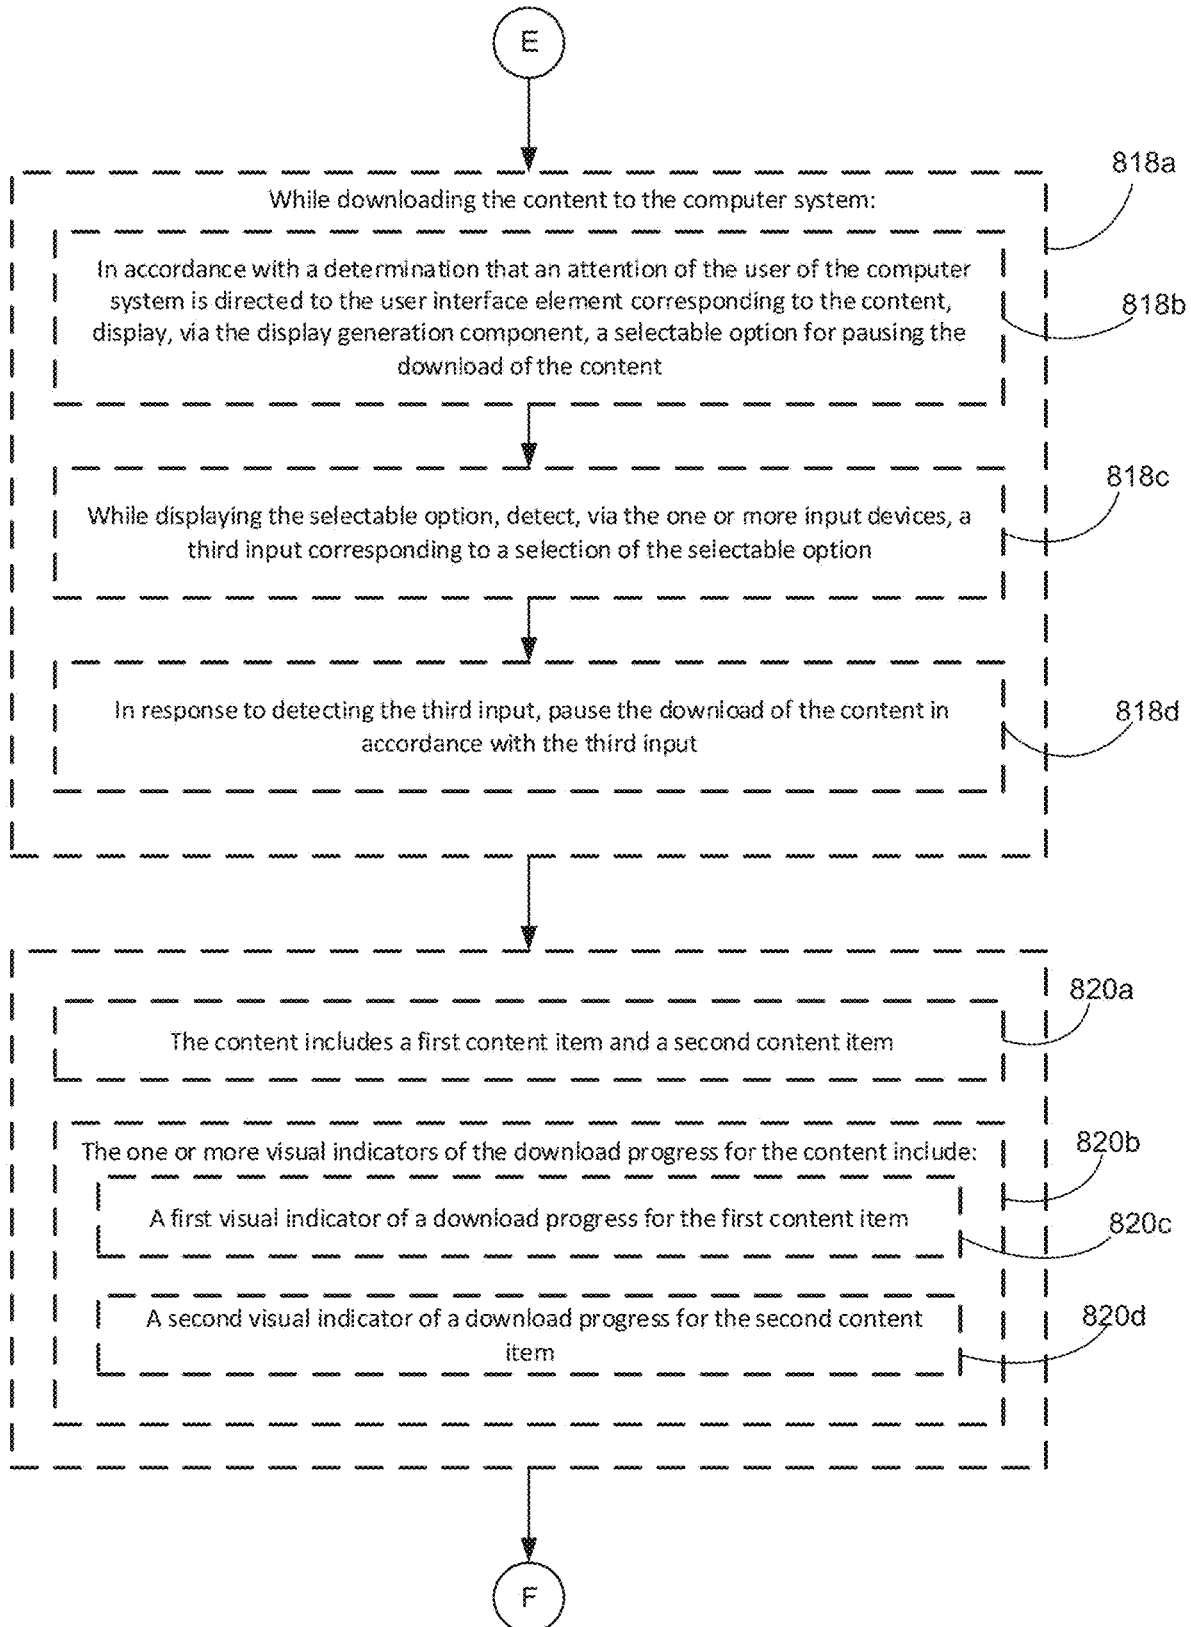 E
818a
While downloading the content to the computer system:
In accordance with a determination that an attention of the user of the computer
system is directed to the user interface element corresponding to the content,
display, via the display generation component, a selectable option for pausing the
download of the content
818b
While displaying the selectable option, detect, via the one or more input devices, a
third input corresponding to a selection of the selectable option
818c
In response to detecting the third input, pause the download of the content in
accordance with the third input
818d
The content includes a first content item and a second content item
820a
The one or more visual indicators of the download progress for the content include:
820b
A first visual indicator of a download progress for the first content item
820c
A second visual indicator of a download progress for the second content
item
820d
F